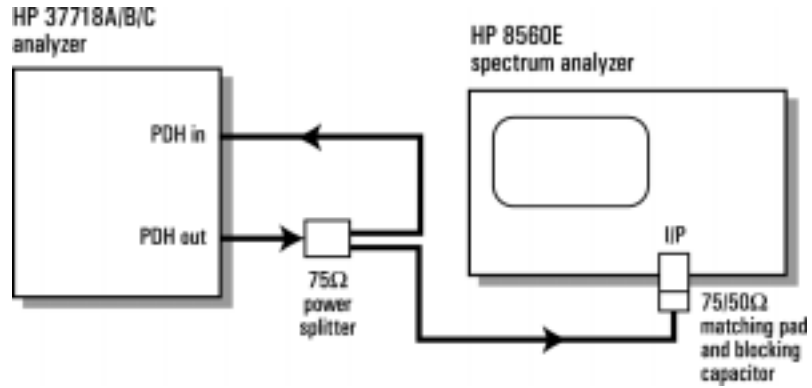 HP 37718A/B/C
analyzer
PDH in
PDH out
75Ω
power
splitter
HP 8560E
spectrum analyzer
I/P
75/50Ω
matching pad
and blocking
capacitor